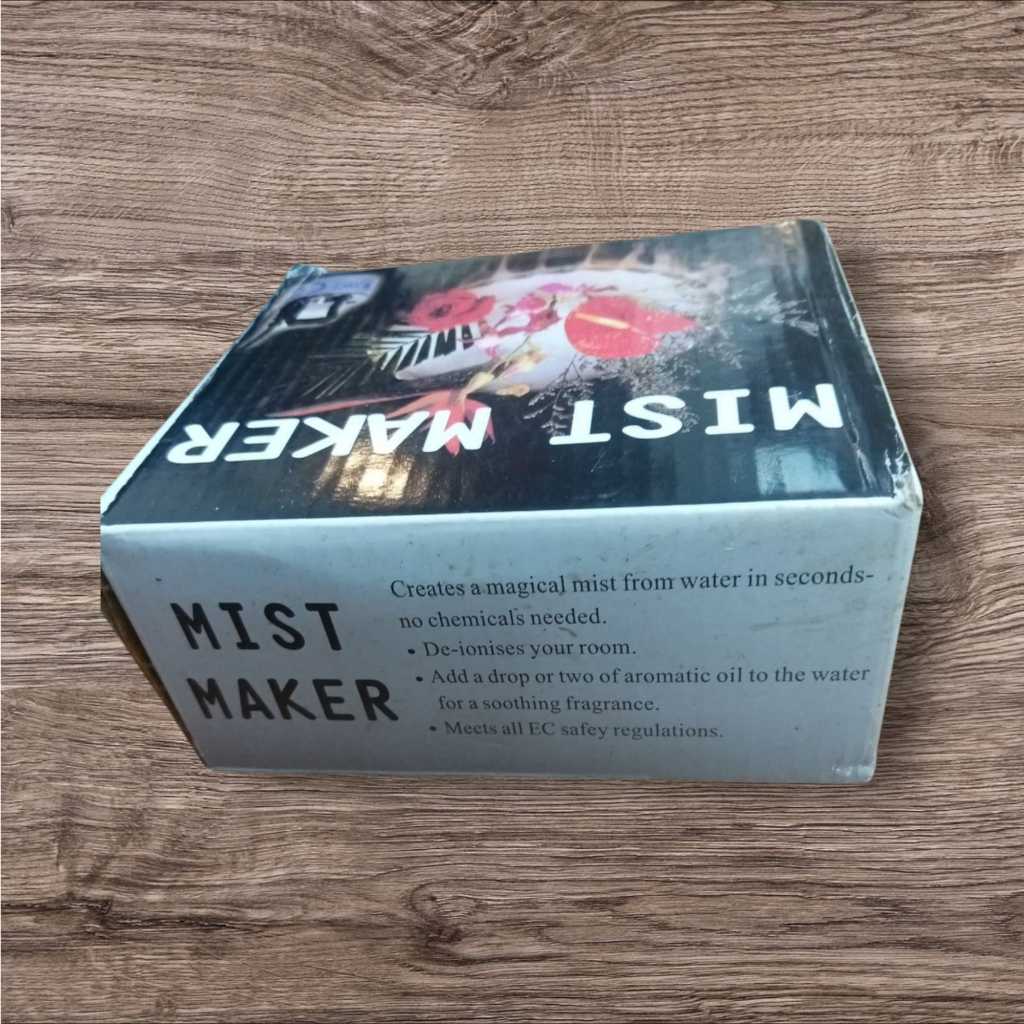 MIST MAKER
MIST
MAKER
Creates a magical mist from water in seconds-
no chemicals needed.
• De-ionises your room.
• Add a drop or two of aromatic oil to the water
for a soothing fragrance.
• Meets all EC safey regulations.